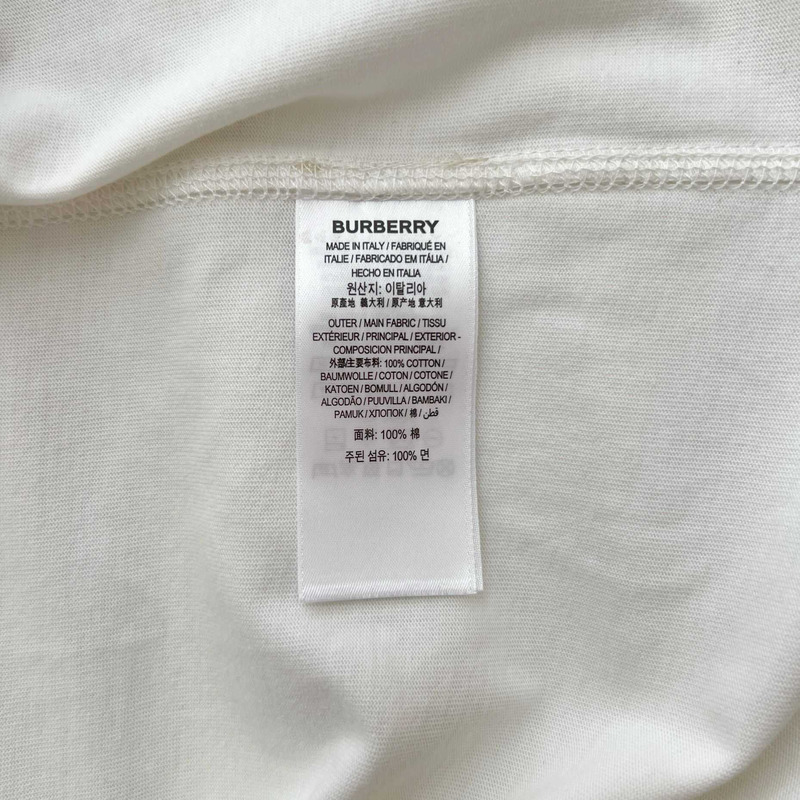 BURBERRY
MADE IN ITALY / FABRIQUÉ EN
ITALIE / FABRICADO EM ITÁLIA /
HECHO EN ITALIA
원산지: 이탈리아
原產地 義大利 / 原产地 意大利
OUTER / MAIN FABRIC / TISSU
EXTÉRIEUR / PRINCIPAL / EXTERIOR -
COMPOSICION PRINCIPAL /
外部/主要布料: 100% COTTON /
BAUMWOLLE / COTON / COTONE /
KATOEN / BOMULL / ALGODÓN /
ALGODÃO / PUUVILLA / BAMBAKI /
PAMUK / ХЛОПОК / 棉 / قطن
面料: 100% 棉
주된 섬유: 100% 면